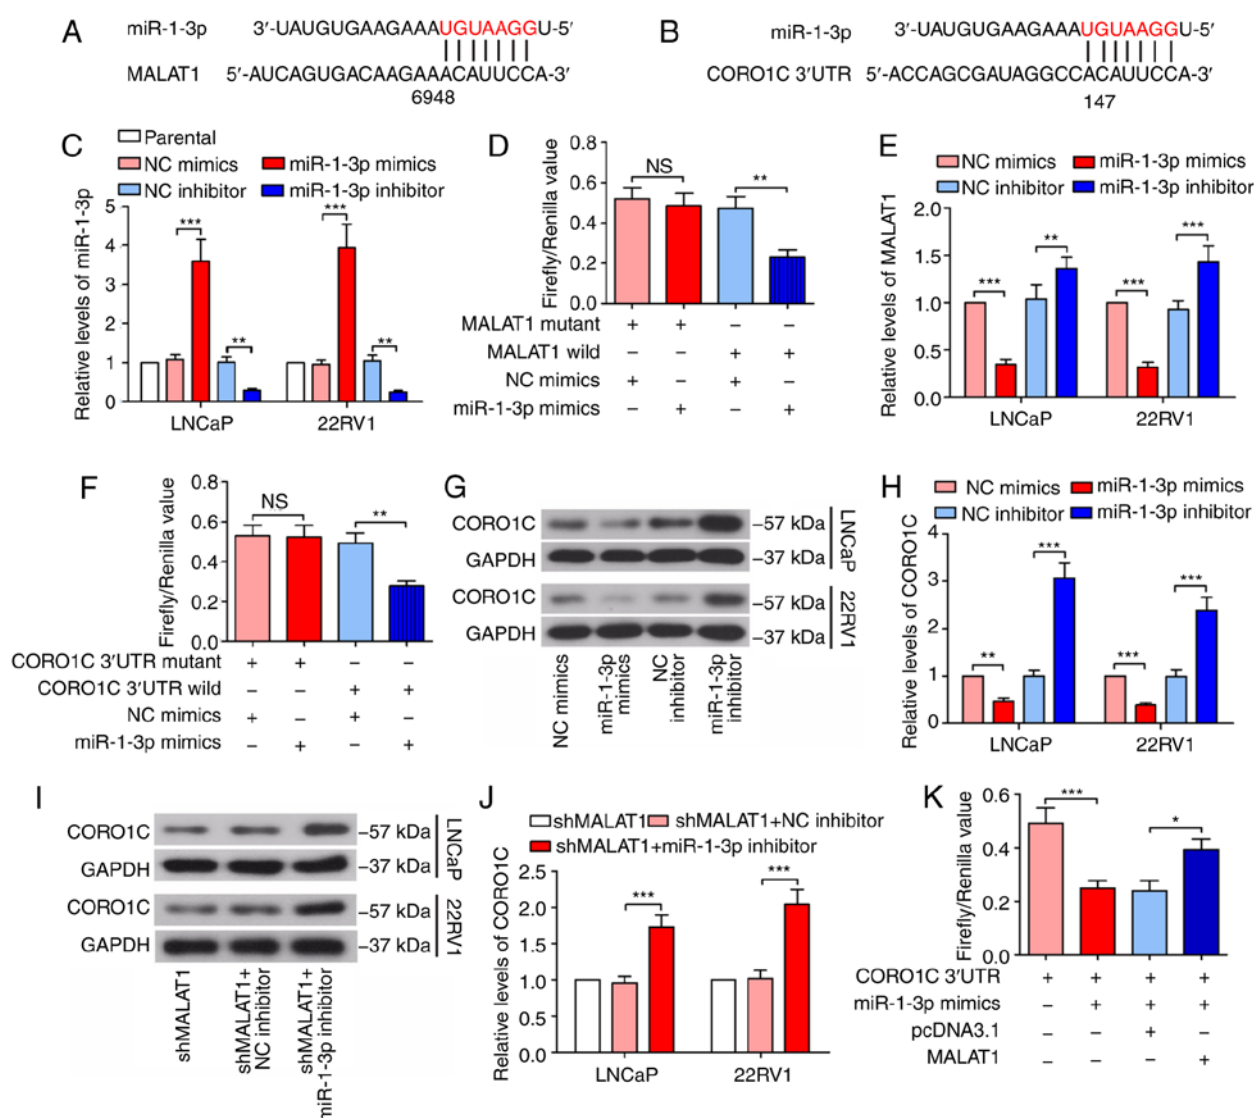 A
miR-1-3p 3′-UAUGUGAAGAAAUGUAAGGU-5′
MALAT1 5′-AUCAGUGACAAGAAACAUUCCA-3′
6948
B
miR-1-3p 3′-UAUGUGAAGAAAUGUAAGGU-5′
CORO1C 3′UTR 5′-ACCAGCGAUAGGCCACAUUCCA-3′
147
C
Parental
NC mimics miR-1-3p mimics
NC inhibitor miR-1-3p inhibitor
Relative levels of miR-1-3p
5
4
3
2
1
0
*** ** *** **
LNCaP 22RV1
D
Firefly/Renilla value
0.8
0.6
0.4
0.2
0.0
NS **
MALAT1 mutant + + – –
MALAT1 wild – – + +
NC mimics + – + –
miR-1-3p mimics – + – +
E
NC mimics miR-1-3p mimics
NC inhibitor miR-1-3p inhibitor
Relative levels of MALAT1
2.0
1.5
1.0
0.5
0.0
*** ** *** ***
LNCaP 22RV1
F
Firefly/Renilla value
0.8
0.6
0.4
0.2
0.0
NS **
CORO1C 3′UTR mutant + + – –
CORO1C 3′UTR wild – – + +
NC mimics + – + –
miR-1-3p mimics – + – +
G
CORO1C –57 kDa
GAPDH –37 kDa
LNCaP
CORO1C –57 kDa
GAPDH –37 kDa
22RV1
NC mimics
miR-1-3p
mimics
NC
inhibitor
miR-1-3p
inhibitor
H
NC mimics miR-1-3p mimics
NC inhibitor miR-1-3p inhibitor
Relative levels of CORO1C
4
3
2
1
0
** *** *** ***
LNCaP 22RV1
I
CORO1C –57 kDa
GAPDH –37 kDa
LNCaP
CORO1C –57 kDa
GAPDH –37 kDa
22RV1
shMALAT1
shMALAT1+
NC inhibitor
shMALAT1+
miR-1-3p inhibitor
J
shMALAT1 shMALAT1+NC inhibitor
shMALAT1+miR-1-3p inhibitor
Relative levels of CORO1C
2.5
2.0
1.5
1.0
0.5
0.0
*** ***
LNCaP 22RV1
K
Firefly/Renilla value
0.6
0.4
0.2
0.0
*** *
CORO1C 3′UTR + + + +
miR-1-3p mimics – + + +
pcDNA3.1 – – + –
MALAT1 – – – +